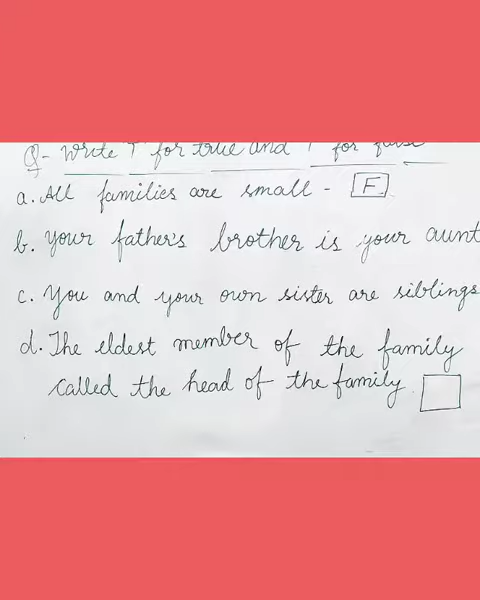 Q- Write T for true and F for false
a. All families are small - F
b. Your father's brother is your aunt
c. You and your own sister are siblings
d. The eldest member of the family
called the head of the family